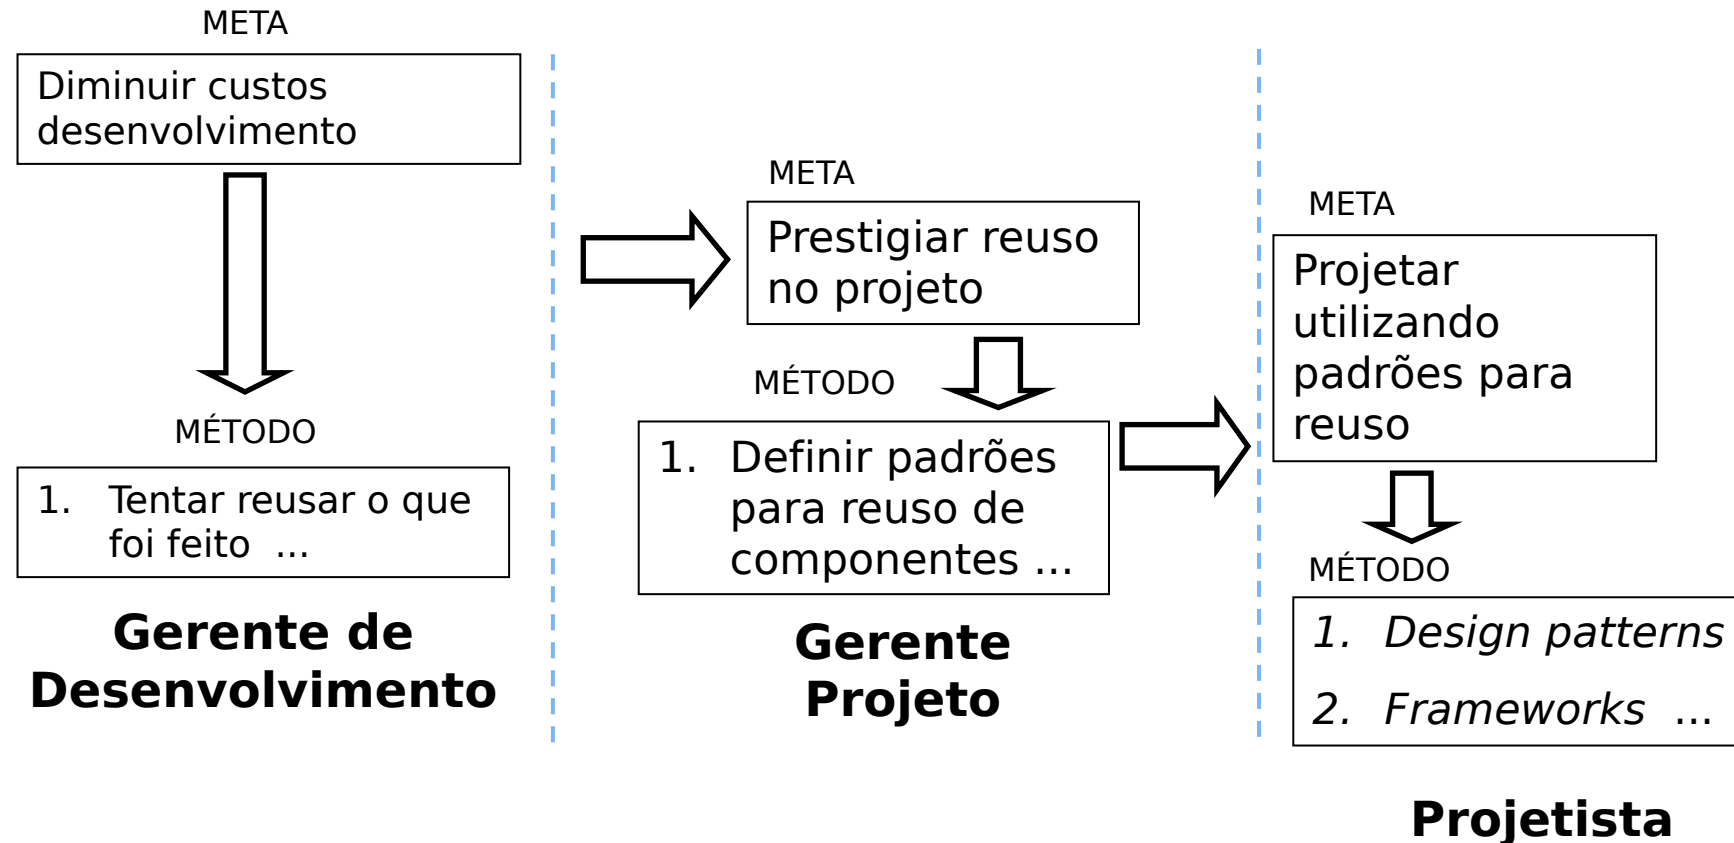 META
Diminuir custos
desenvolvimento
MÉTODO
1. Tentar reusar o que
foi feito ...
Gerente de
Desenvolvimento
META
Prestigiar reuso
no projeto
MÉTODO
1. Definir padrões
para reuso de
componentes ...
Gerente
Projeto
META
Projetar
utilizando
padrões para
reuso
MÉTODO
1. Design patterns
2. Frameworks ...
Projetista